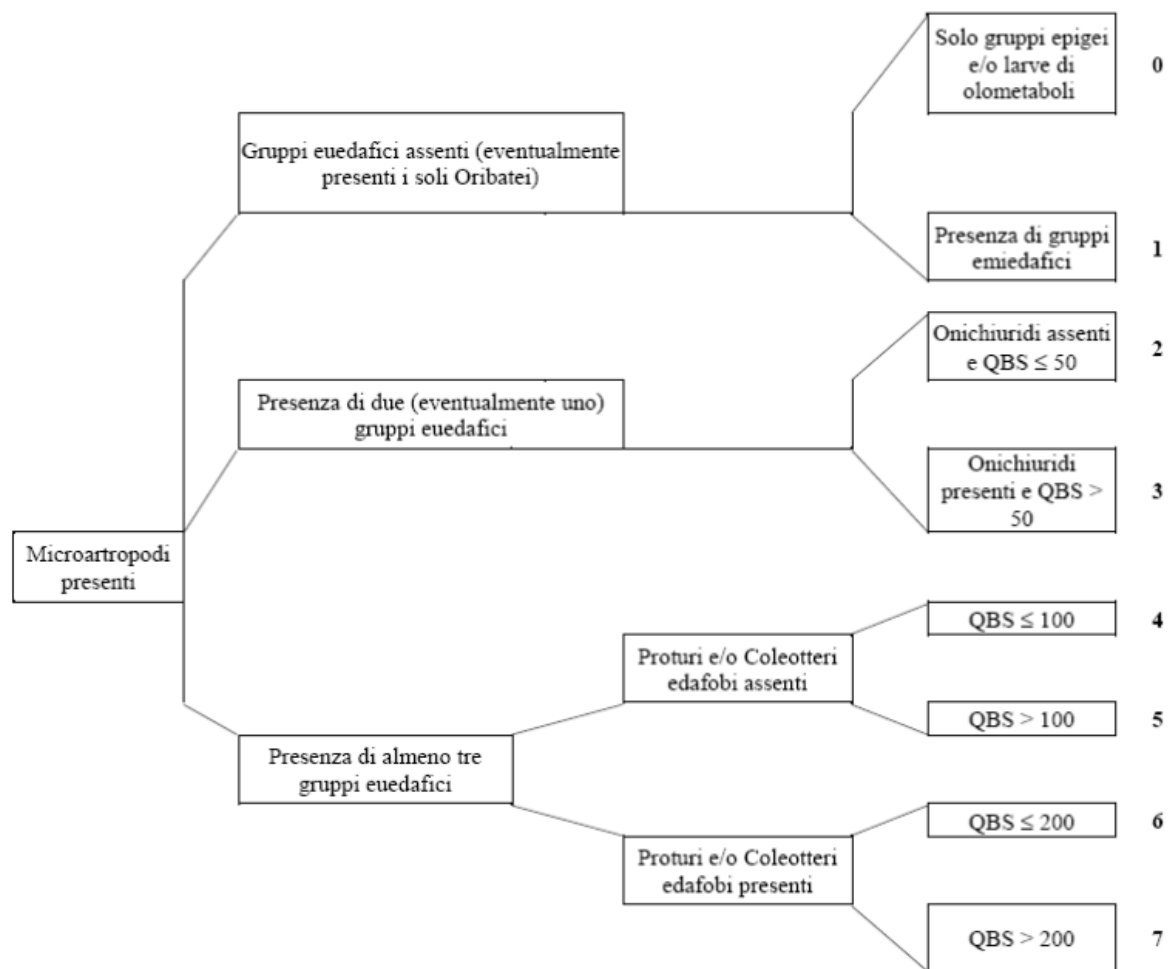 Solo gruppi epigei
e/o larve di
olometaboli
0
Gruppi euedafici assenti (eventualmente
presenti i soli Oribatei)
Presenza di gruppi
emiedafici
1
Onichiuridi assenti
e QBS ≤ 50
2
Presenza di due (eventualmente uno)
gruppi euedafici
Onichiuridi
presenti e QBS >
50
3
Microartropodi
presenti
QBS ≤ 100
4
Proturi e/o Coleotteri
edafobi assenti
QBS > 100
5
Presenza di almeno tre
gruppi euedafici
QBS ≤ 200
6
Proturi e/o Coleotteri
edafobi presenti
QBS > 200
7